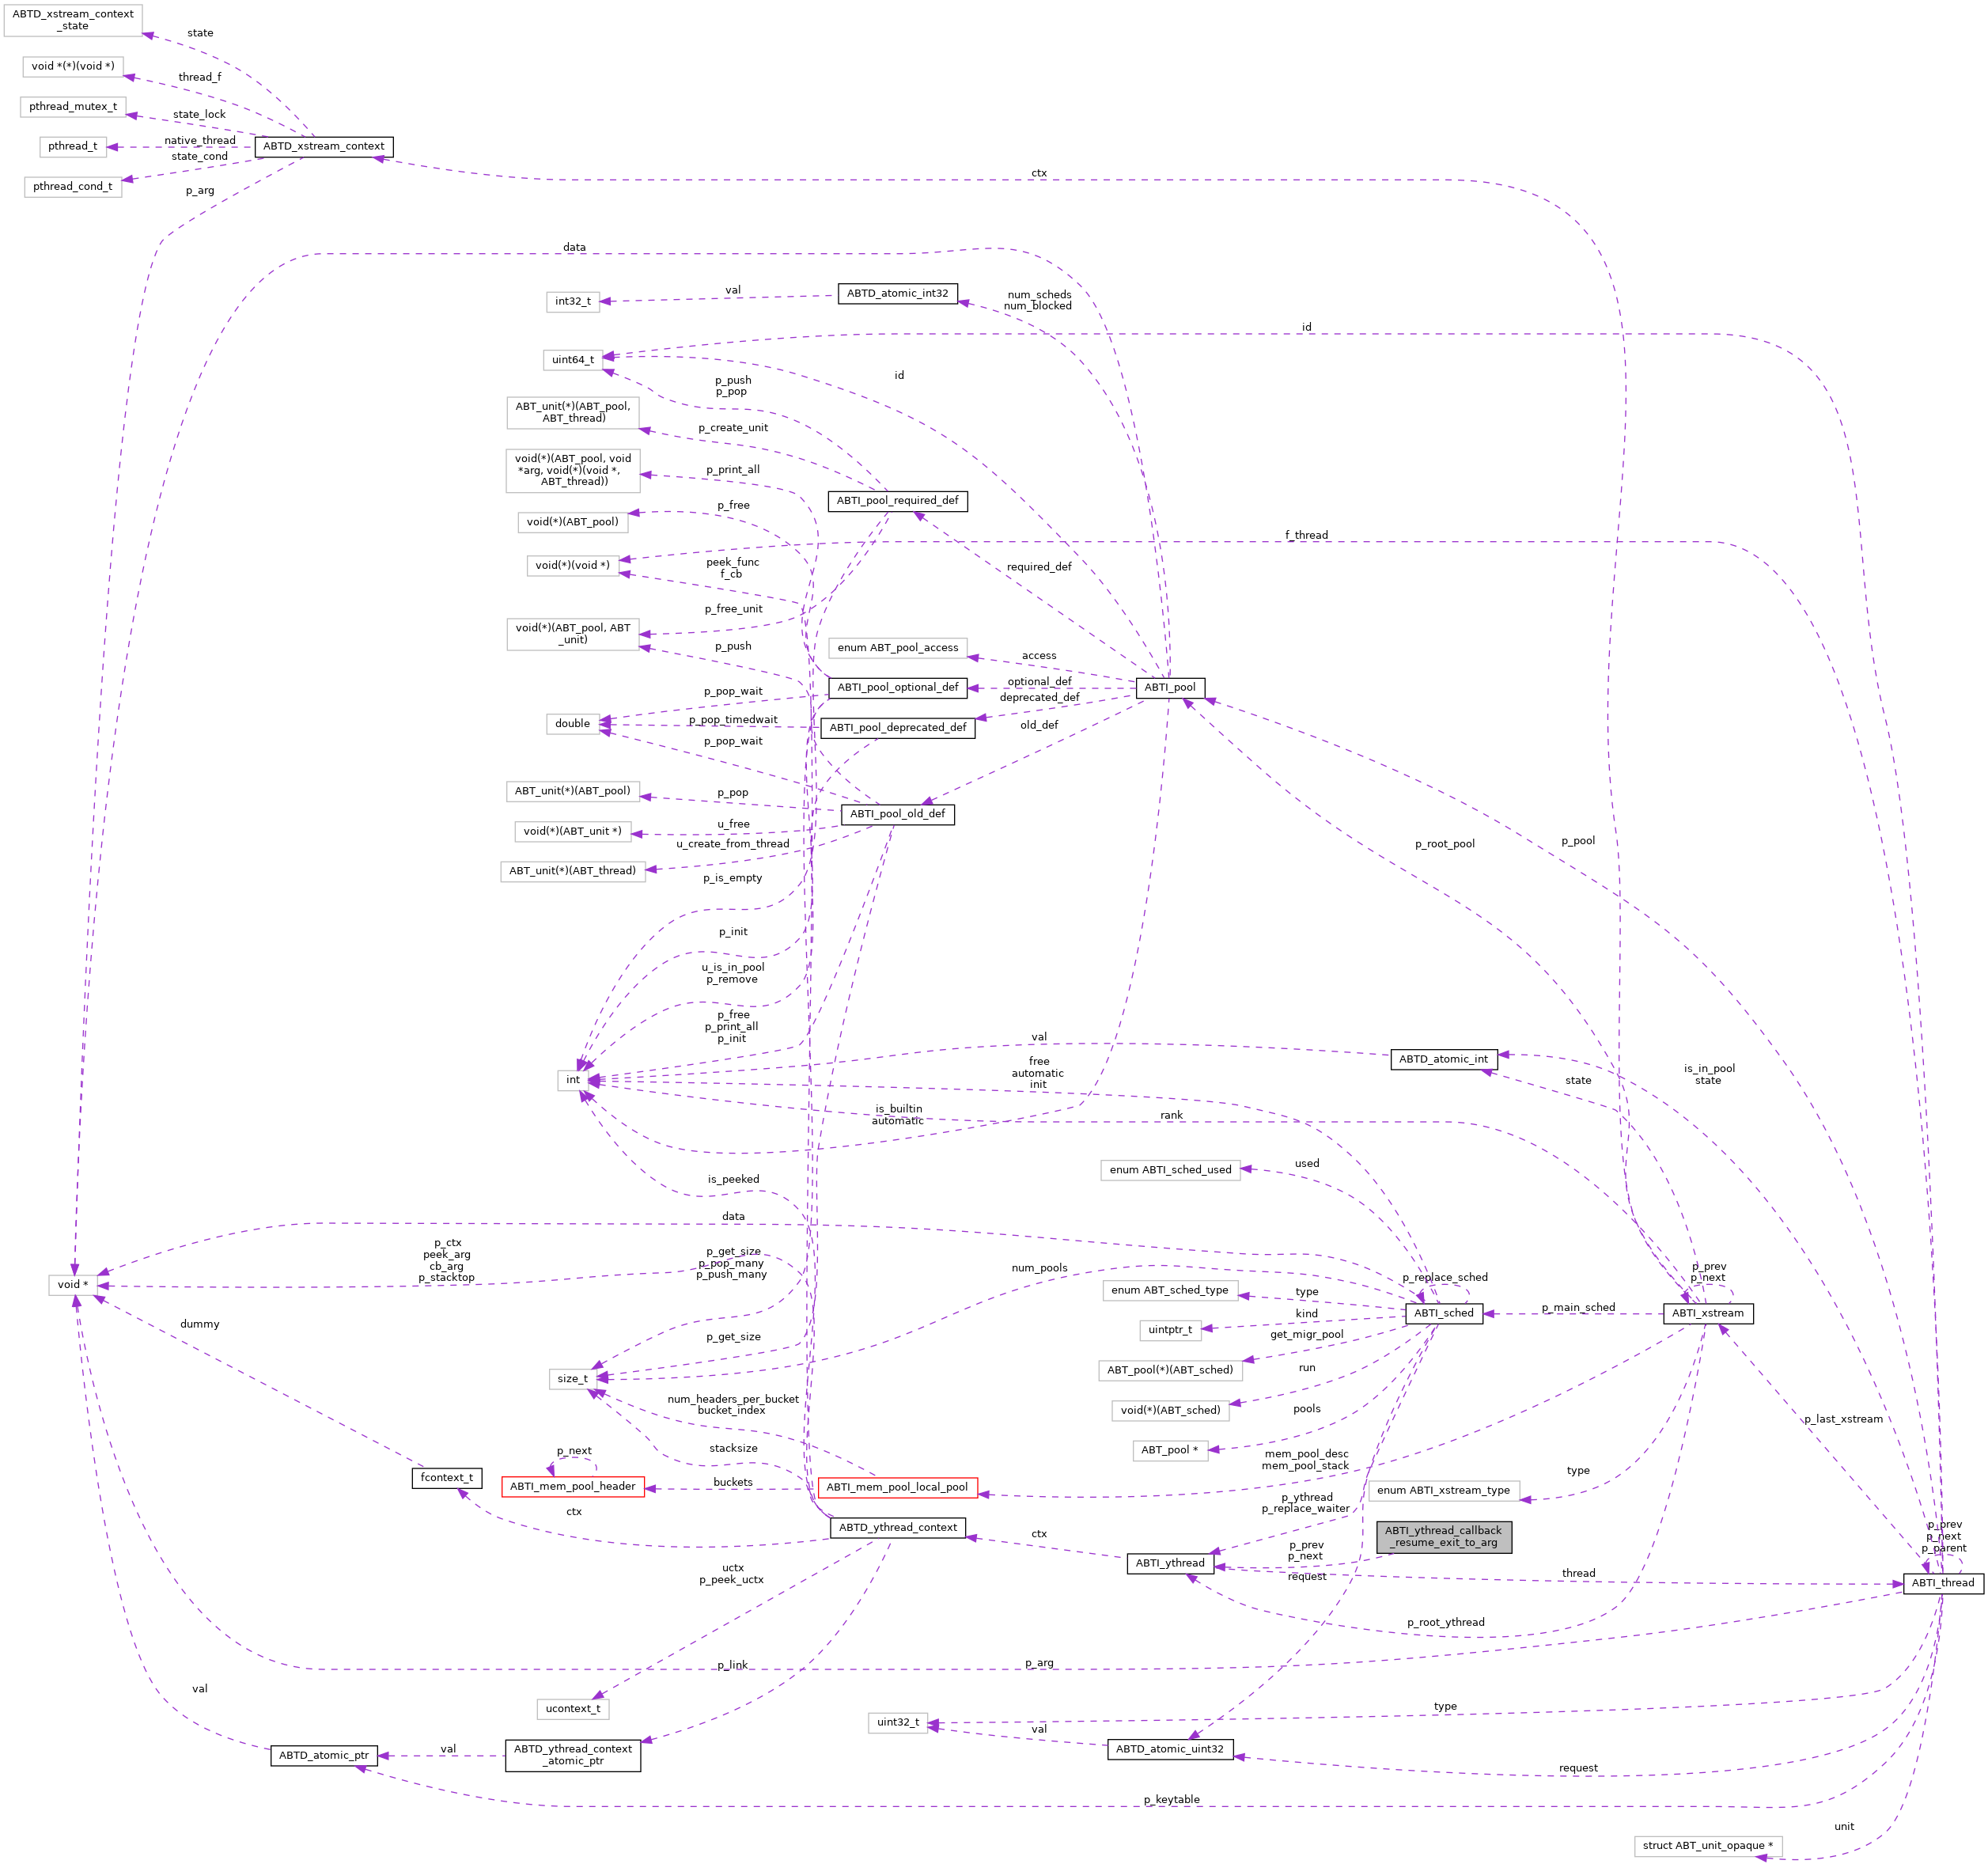 ABTD_xstream_context
_state
state
void *(*)(void *)
thread_f
pthread_mutex_t
state_lock
pthread_t
native_thread
ABTD_xstream_context
state_cond
pthread_cond_t
p_arg
ctx
data
int32_t
val
ABTD_atomic_int32
num_scheds
num_blocked
id
uint64_t
id
p_push
p_pop
ABT_unit(*)(ABT_pool,
ABT_thread)
p_create_unit
void(*)(ABT_pool, void
*arg, void(*)(void *,
ABT_thread))
p_print_all
ABTI_pool_required_def
p_free
void(*)(ABT_pool)
f_thread
void(*)(void *)
peek_func
f_cb
required_def
p_free_unit
void(*)(ABT_pool, ABT
_unit)
p_push
enum ABT_pool_access
access
ABTI_pool_optional_def
optional_def
ABTI_pool
p_pop_wait
deprecated_def
double
p_pop_timedwait
ABTI_pool_deprecated_def
old_def
p_pop_wait
ABT_unit(*)(ABT_pool)
p_pop
ABTI_pool_old_def
void(*)(ABT_unit *)
u_free
u_create_from_thread
p_root_pool
p_pool
ABT_unit(*)(ABT_thread)
p_is_empty
p_init
u_is_in_pool
p_remove
p_free
p_print_all
p_init
val
ABTD_atomic_int
int
free
automatic
init
state
is_in_pool
state
is_builtin
automatic
rank
enum ABTI_sched_used
used
is_peeked
data
p_ctx
peek_arg
cb_arg
p_stacktop
p_get_size
p_pop_many
p_push_many
num_pools
p_replace_sched
p_prev
p_next
void *
enum ABT_sched_type
type
ABTI_sched
p_main_sched
ABTI_xstream
kind
uintptr_t
dummy
p_get_size
get_migr_pool
ABT_pool(*)(ABT_sched)
size_t
run
num_headers_per_bucket
bucket_index
void(*)(ABT_sched)
pools
p_last_xstream
stacksize
ABT_pool *
p_next
mem_pool_desc
mem_pool_stack
type
fcontext_t
ABTI_mem_pool_header
buckets
ABTI_mem_pool_local_pool
enum ABTI_xstream_type
p_ythread
p_replace_waiter
ctx
ABTD_ythread_context
ctx
ABTI_ythread_callback
_resume_exit_to_arg
p_prev
p_next
p_parent
p_prev
p_next
ABTI_ythread
request
thread
ABTI_thread
uctx
p_peek_uctx
p_root_ythread
p_link
p_arg
val
ucontext_t
type
uint32_t
val
ABTD_atomic_uint32
ABTD_atomic_ptr
val
ABTD_ythread_context
_atomic_ptr
request
p_keytable
unit
struct ABT_unit_opaque *